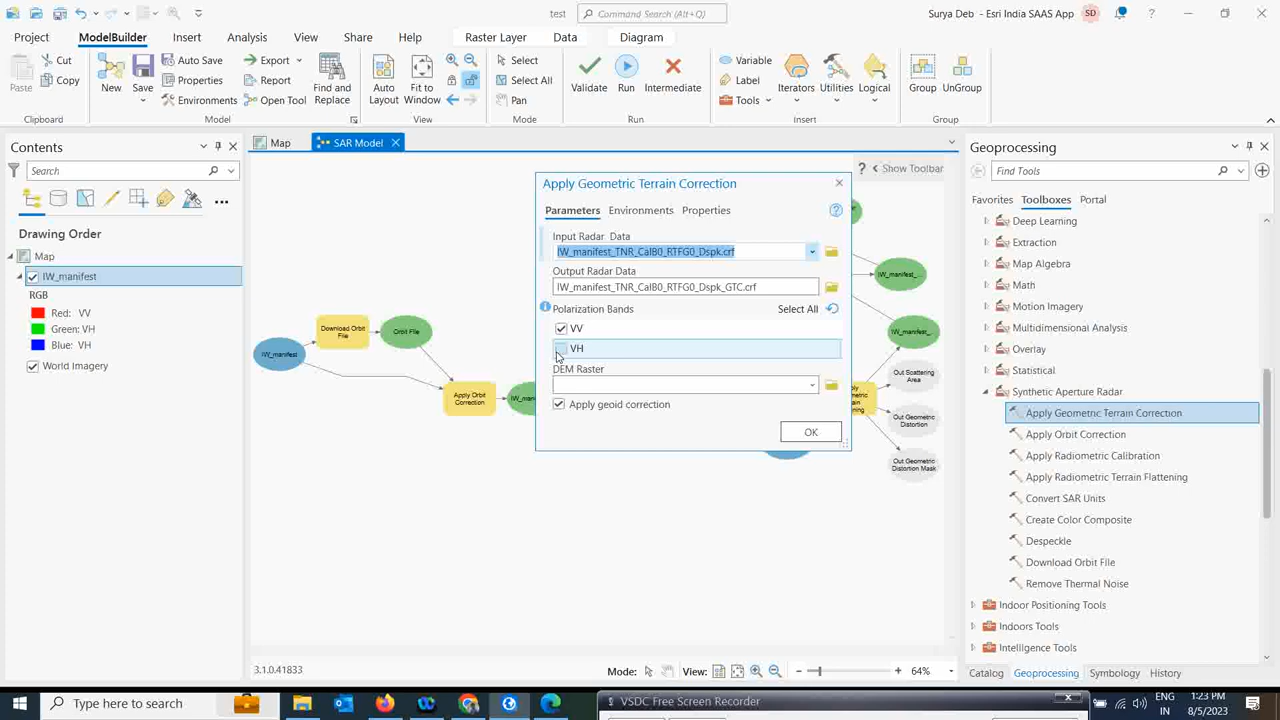 test
Command Search (Alt+Q)
Surya Deb - Esri India SAAS App
SD
Project
ModelBuilder
Insert
Analysis
View
Share
Help
Raster Layer
Data
Diagram
Paste
Cut
Copy
Clipboard
New
Save
Auto Save
Properties
Environments
Export
Report
Open Tool
Model
Find and Replace
Auto Layout
Fit to Window
View
Select
Select All
Pan
Mode
Validate
Run
Intermediate
Run
Variable
Label
Tools
Iterators
Utilities
Logical
Insert
Group
UnGroup
Group
Contents
Search
Drawing Order
Map
IW_manifest
RGB
Red: VV
Green: VH
Blue: VH
World Imagery
Map
SAR Model
Show Toolbar
IW_manifest
Download Orbit File
Orbit File
Apply Orbit Correction
IW_manifest_...
Out Scattering Area
Out Geometric Distortion
Out Geometric Distortion Mask
Apply Geometric Terrain Correction
Parameters
Environments
Properties
Input Radar Data
IW_manifest_TNR_CalB0_RTFG0_Dspk.crf
Output Radar Data
IW_manifest_TNR_CalB0_RTFG0_Dspk_GTC.crf
Polarization Bands
Select All
VV
VH
DEM Raster
Apply geoid correction
OK
3.1.0.41833
Mode:
View:
64%
Geoprocessing
Find Tools
Favorites
Toolboxes
Portal
Deep Learning
Extraction
Map Algebra
Math
Motion Imagery
Multidimensional Analysis
Overlay
Statistical
Synthetic Aperture Radar
Apply Geometric Terrain Correction
Apply Orbit Correction
Apply Radiometric Calibration
Apply Radiometric Terrain Flattening
Convert SAR Units
Create Color Composite
Despeckle
Download Orbit File
Remove Thermal Noise
Indoor Positioning Tools
Indoors Tools
Intelligence Tools
Catalog
Geoprocessing
Symbology
History
Type here to search
VSDC Free Screen Recorder
ENG
IN
1:23 PM
8/5/2023